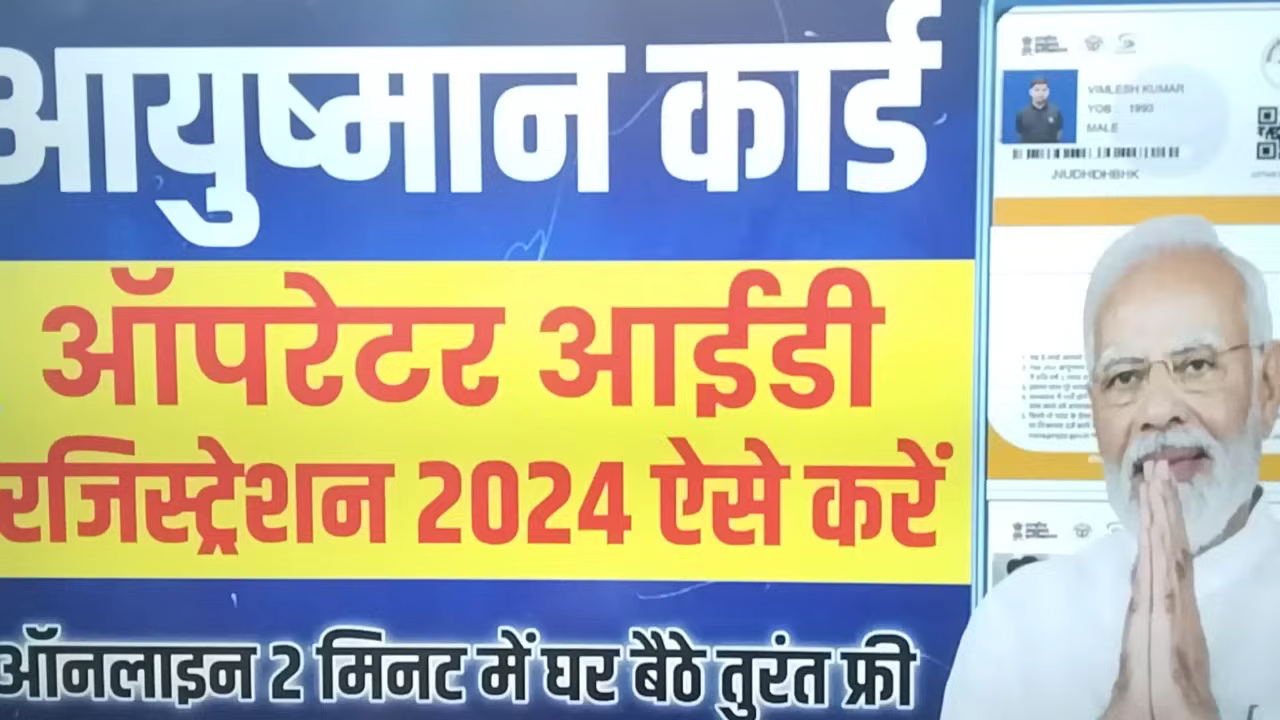 आयुष्मान कार्ड
ऑपरेटर आईडी
रजिस्ट्रेशन 2024 ऐसे करें
ऑनलाइन 2 मिनट में घर बैठे तुरंत फ्री
VIMLESH KUMAR
YOB : 1993
MALE